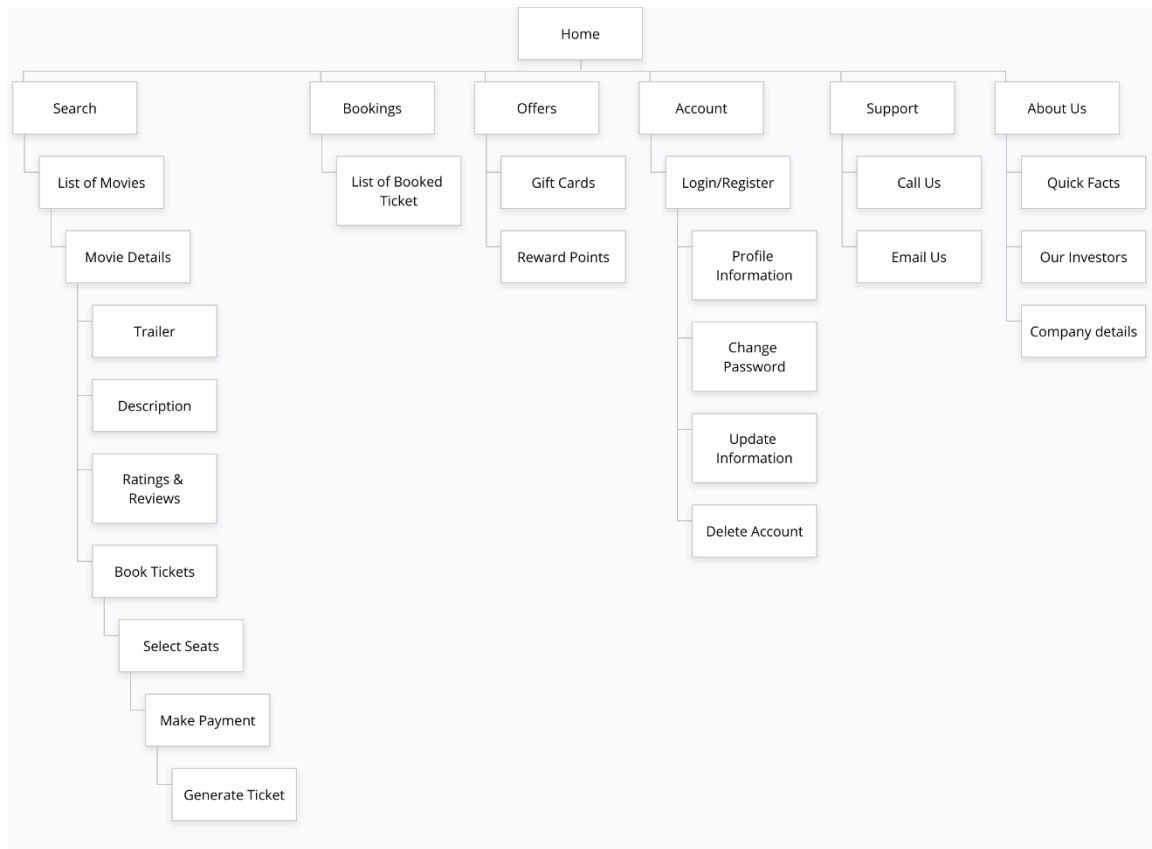 Home
Search
Bookings
Offers
Account
Support
About Us
List of Movies
List of Booked
Ticket
Gift Cards
Login/Register
Call Us
Quick Facts
Movie Details
Reward Points
Profile
Information
Email Us
Our Investors
Trailer
Change
Password
Company details
Description
Update
Information
Ratings &
Reviews
Delete Account
Book Tickets
Select Seats
Make Payment
Generate Ticket